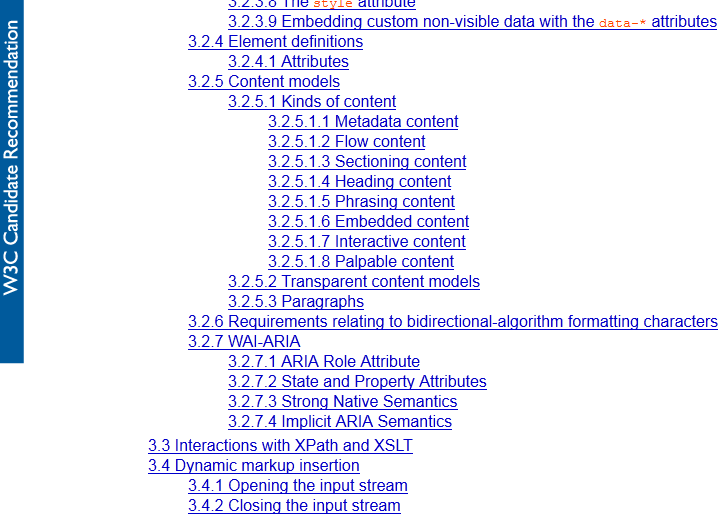 3.2.3.8 The style attribute
3.2.3.9 Embedding custom non-visible data with the data-* attributes
3.2.4 Element definitions
3.2.4.1 Attributes
3.2.5 Content models
3.2.5.1 Kinds of content
3.2.5.1.1 Metadata content
3.2.5.1.2 Flow content
3.2.5.1.3 Sectioning content
3.2.5.1.4 Heading content
3.2.5.1.5 Phrasing content
3.2.5.1.6 Embedded content
3.2.5.1.7 Interactive content
3.2.5.1.8 Palpable content
3.2.5.2 Transparent content models
3.2.5.3 Paragraphs
3.2.6 Requirements relating to bidirectional-algorithm formatting characters
3.2.7 WAI-ARIA
3.2.7.1 ARIA Role Attribute
3.2.7.2 State and Property Attributes
3.2.7.3 Strong Native Semantics
3.2.7.4 Implicit ARIA Semantics
3.3 Interactions with XPath and XSLT
3.4 Dynamic markup insertion
3.4.1 Opening the input stream
3.4.2 Closing the input stream
W3C Candidate Recommendation